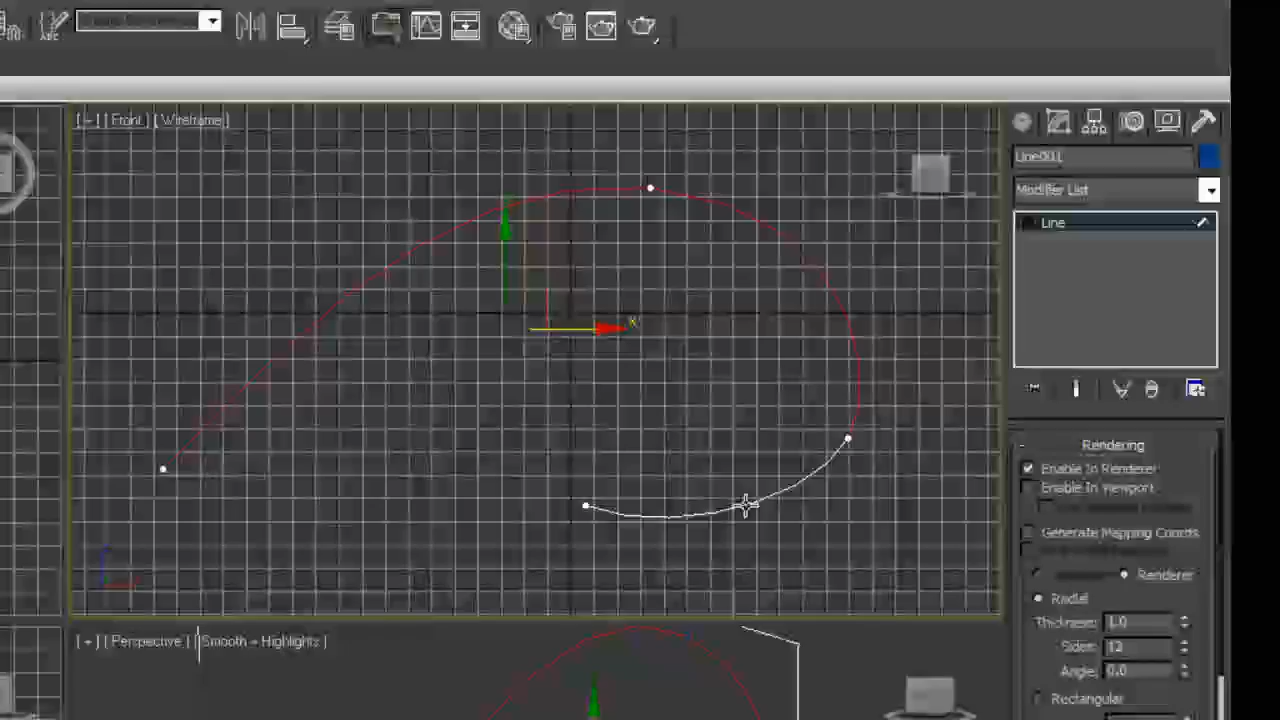 ABC
[ - ] [ Front ] [ Wireframe ]
Line001
Modifier List
Line
x
Rendering
Enable In Renderer
Enable In Viewport
Generate Mapping Coords
Renderer
Radial
Thickness: 1.0
Sides: 12
Angle: 0.0
Rectangular
[ + ] [ Perspective ] [ Smooth + Highlights ]